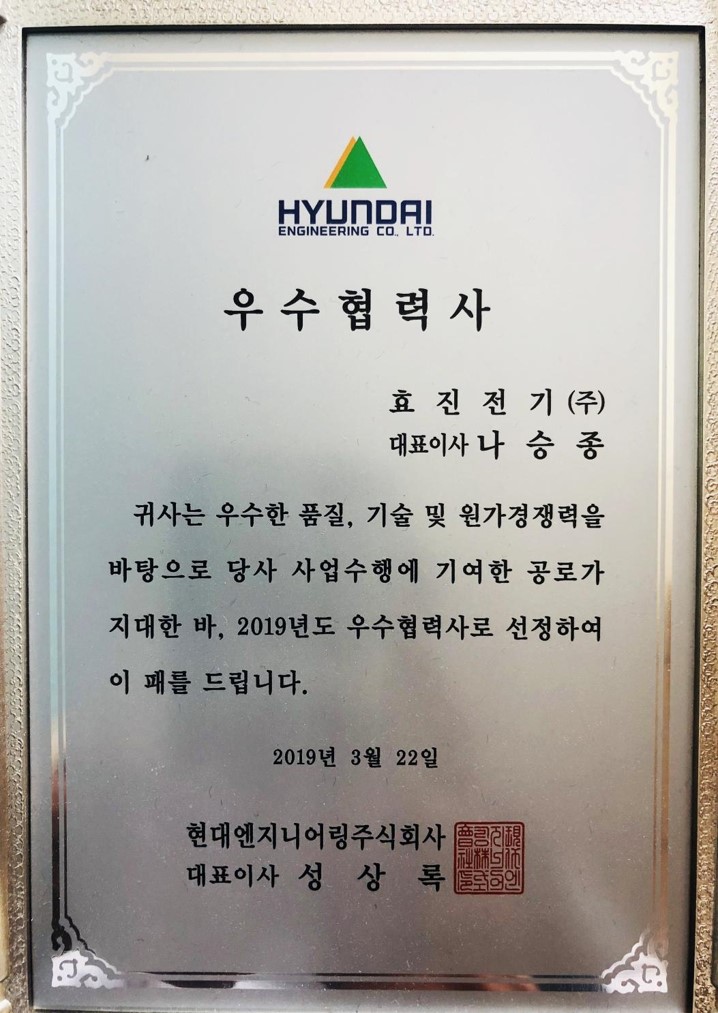 HYUNDAI
ENGINEERING CO., LTD.
우수협력사
효진전기(주)
대표이사 나승종
귀사는 우수한 품질, 기술 및 원가경쟁력을
바탕으로 당사 사업수행에 기여한 공로가
지대한 바, 2019년도 우수협력사로 선정하여
이 패를 드립니다.
2019년 3월 22일
현대엔지니어링주식회사
대표이사 성상록